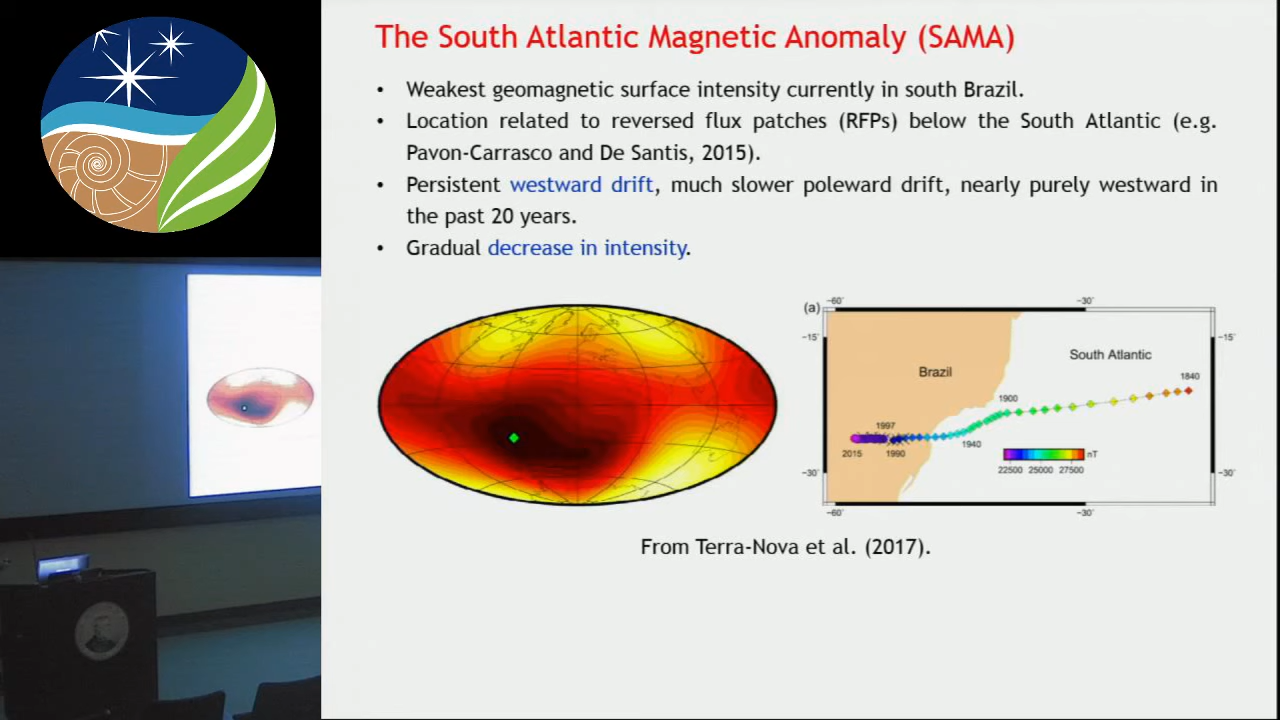 The South Atlantic Magnetic Anomaly (SAMA)
• Weakest geomagnetic surface intensity currently in south Brazil.
• Location related to reversed flux patches (RFPs) below the South Atlantic (e.g.
Pavon-Carrasco and De Santis, 2015).
• Persistent westward drift, much slower poleward drift, nearly purely westward in
the past 20 years.
• Gradual decrease in intensity.
(a)
-60° -30°
-15° -15°
South Atlantic
Brazil
1840
1900
1997
1940
2015 1990
nT
22500 25000 27500
-30° -30°
-60° -30°
From Terra-Nova et al. (2017).